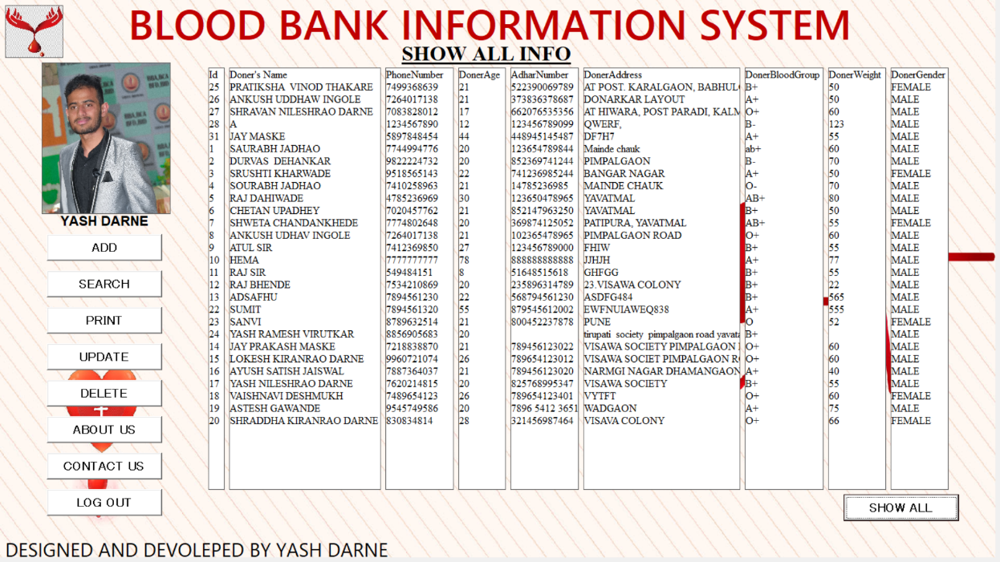 BLOOD BANK INFORMATION SYSTEM
SHOW ALL INFO
YASH DARNE
ADD
SEARCH
PRINT
UPDATE
DELETE
ABOUT US
CONTACT US
LOG OUT
Id Doner's Name PhoneNumber DonerAge AdharNumber DonerAddress DonerBloodGroup DonerWeight DonerGender
25 PRATIKSHA VINOD THAKARE 7499368639 21 522390069789 AT POST. KARALGAON, BABHUL B+ 50 FEMALE
26 ANKUSH UDDHAW INGOLE 7264017138 21 373836378687 DONARKAR LAYOUT A+ 50 MALE
27 SHRAVAN NILESHRAO DARNE 7083828012 17 662076535356 AT HIWARA, POST PARADI, KALM O+ 60 MALE
28 A 1234567890 12 123456789099 QWERF, B- 123 MALE
31 JAY MASKE 5897848454 44 448945145487 DF7H7 A+ 55 MALE
1 SAURABH JADHAO 7744994776 20 123654789844 Mainde chauk ab+ 60 MALE
2 DURVAS DEHANKAR 9822224732 20 852369741244 PIMPALGAON B- 70 MALE
3 SRUSHTI KHARWADE 9518565143 22 741236985244 BANGAR NAGAR A+ 50 FEMALE
4 SOURABH JADHAO 7410258963 21 14785236985 MAINDE CHAUK O- 70 MALE
5 RAJ DAHIWADE 4785236969 30 123650478965 YAVATMAL AB+ 80 MALE
6 CHETAN UPADHEY 7020457762 21 852147963250 YAVATMAL B+ 50 MALE
7 SHWETA CHANDANKHEDE 7774802648 20 369874125052 PATIPURA, YAVATMAL AB+ 55 FEMALE
8 ANKUSH UDHAV INGOLE 7264017138 21 102365478965 PIMPALGAON ROAD O+ 60 MALE
9 ATUL SIR 7412369850 27 123456789000 FHIW B+ 55 MALE
10 HEMA 7777777777 78 888888888888 JJHJH A+ 77 MALE
11 RAJ SIR 549484151 8 51648515618 GHFGG B+ 55 MALE
12 RAJ BHENDE 7534210869 20 235896314789 23.VISAWA COLONY B+ 22 MALE
13 ADSAFHU 7894561230 22 568794561230 ASDFG484 B+ 565 MALE
22 SUMIT 7894561320 55 879545612002 EWFNUIAWEQ838 A+ 555 MALE
23 SANVI 8789632514 21 800452237878 PUNE O 52 FEMALE
24 YASH RAMESH VIRUTKAR 8856905683 20 tirupati society pimpalgaon road yavata B+ MALE
14 JAY PRAKASH MASKE 7218838870 21 789456123022 VISAWA SOCIETY PIMPALGAON O+ 60 MALE
15 LOKESH KIRANRAO DARNE 9960721074 26 789654123012 VISAWA SOCIET PIMPALGAON R O+ 60 MALE
16 AYUSH SATISH JAISWAL 7887364037 21 789456123020 NARMGI NAGAR DHAMANGAON A+ 40 MALE
17 YASH NILESHRAO DARNE 7620214815 20 825768995347 VISAWA SOCIETY B+ 55 MALE
18 VAISHNAVI DESHMUKH 7489654123 26 789654123401 VYTFT O+ 60 FEMALE
19 ASTESH GAWANDE 9545749586 20 7896 5412 3651 WADGAON A+ 75 MALE
20 SHRADDHA KIRANRAO DARNE 830834814 28 321456987464 VISAVA COLONY O+ 66 FEMALE
SHOW ALL
DESIGNED AND DEVOLEPED BY YASH DARNE